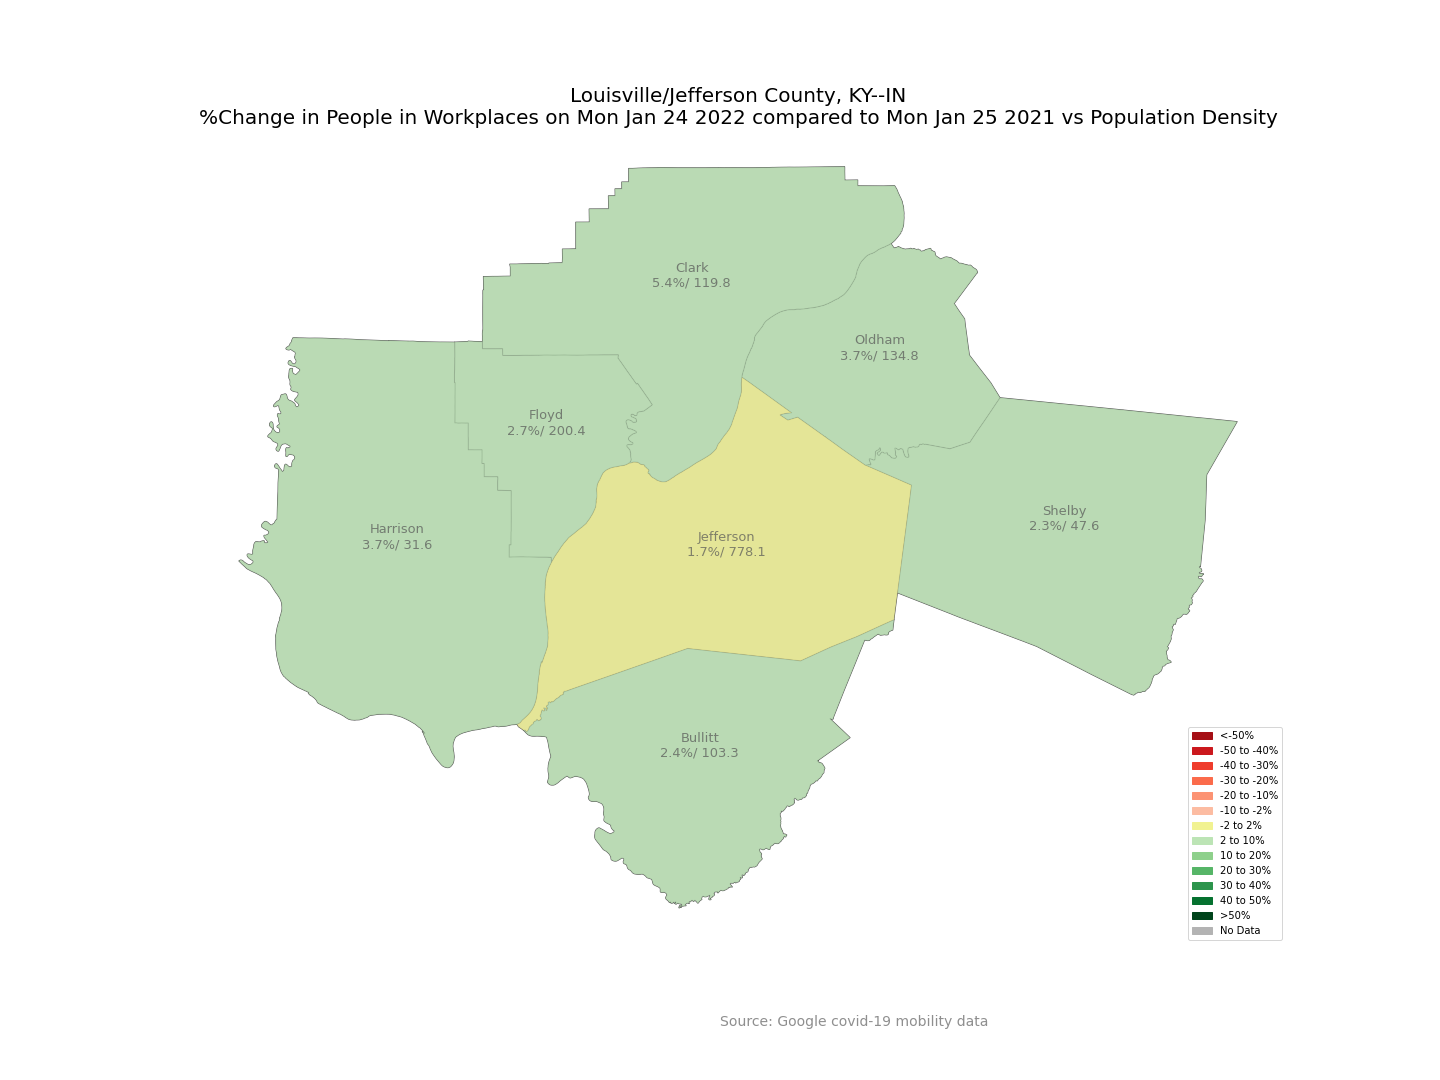 Louisville/Jefferson County, KY--IN
%Change in People in Workplaces on Mon Jan 24 2022 compared to Mon Jan 25 2021 vs Population Density
Clark
5.4%/ 119.8
Oldham
3.7%/ 134.8
Floyd
2.7%/ 200.4
Shelby
2.3%/ 47.6
Harrison
3.7%/ 31.6
Jefferson
1.7%/ 778.1
Bullitt
2.4%/ 103.3
<-50%
-50 to -40%
-40 to -30%
-30 to -20%
-20 to -10%
-10 to -2%
-2 to 2%
2 to 10%
10 to 20%
20 to 30%
30 to 40%
40 to 50%
>50%
No Data
Source: Google covid-19 mobility data